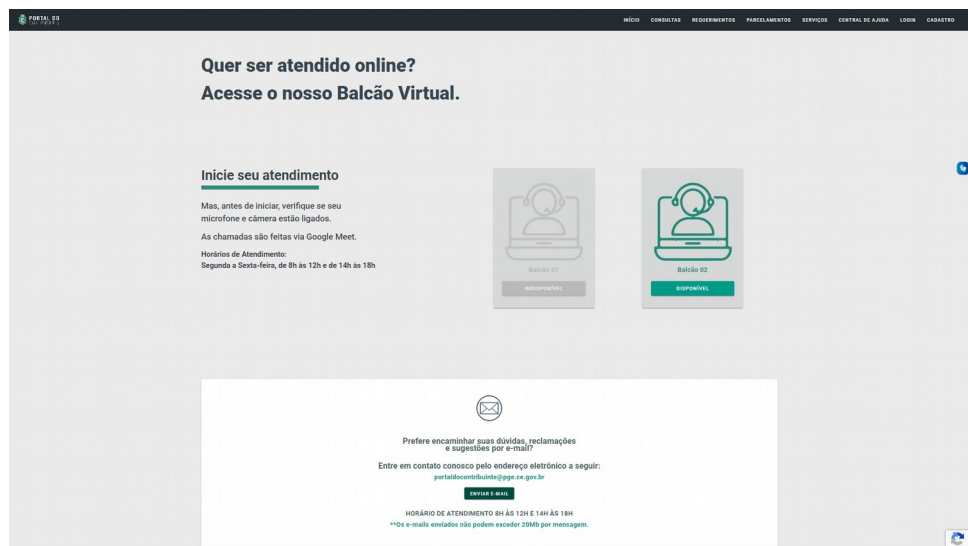 PORTAL DO
INÍCIO CONSULTAS REQUERIMENTOS PARCELAMENTOS SERVIÇOS CENTRAL DE AJUDA LOGIN CADASTRO
Quer ser atendido online?
Acesse o nosso Balcão Virtual.
Inicie seu atendimento
Mas, antes de iniciar, verifique se seu
microfone e câmera estão ligados.
As chamadas são feitas via Google Meet.
Horários de Atendimento:
Segunda a Sexta-feira, de 8h às 12h e de 14h às 18h
Balcão 01
INDISPONÍVEL
Balcão 02
DISPONÍVEL
Prefere encaminhar suas dúvidas, reclamações
e sugestões por e-mail?
Entre em contato conosco pelo endereço eletrônico a seguir:
portaldocontribuinte@pge.ce.gov.br
ENVIAR E-MAIL
HORÁRIO DE ATENDIMENTO 8H ÀS 12H E 14H ÀS 18H
**Os e-mails enviados não podem exceder 20Mb por mensagem.